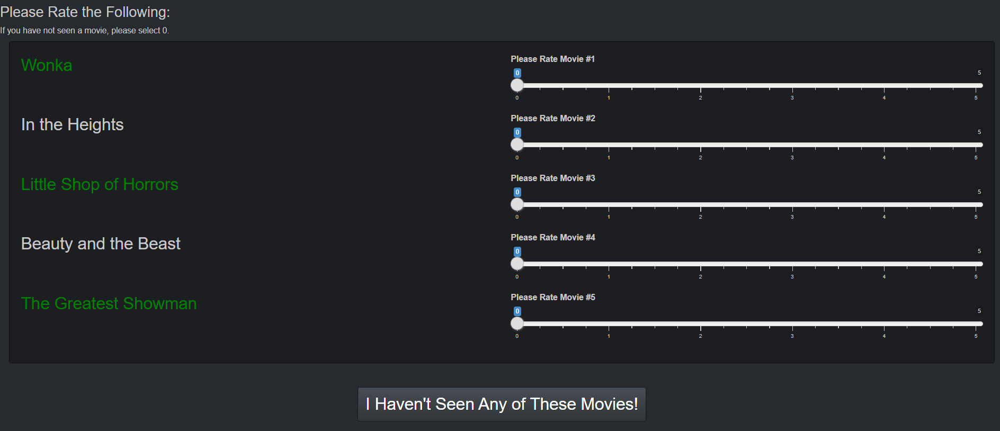 Please Rate the Following:
If you have not seen a movie, please select 0.
Wonka
Please Rate Movie #1
0 5
0 1 2 3 4 5
In the Heights
Please Rate Movie #2
0 5
0 1 2 3 4 5
Little Shop of Horrors
Please Rate Movie #3
0 5
0 1 2 3 4 5
Beauty and the Beast
Please Rate Movie #4
0 5
0 1 2 3 4 5
The Greatest Showman
Please Rate Movie #5
0 5
0 1 2 3 4 5
I Haven't Seen Any of These Movies!